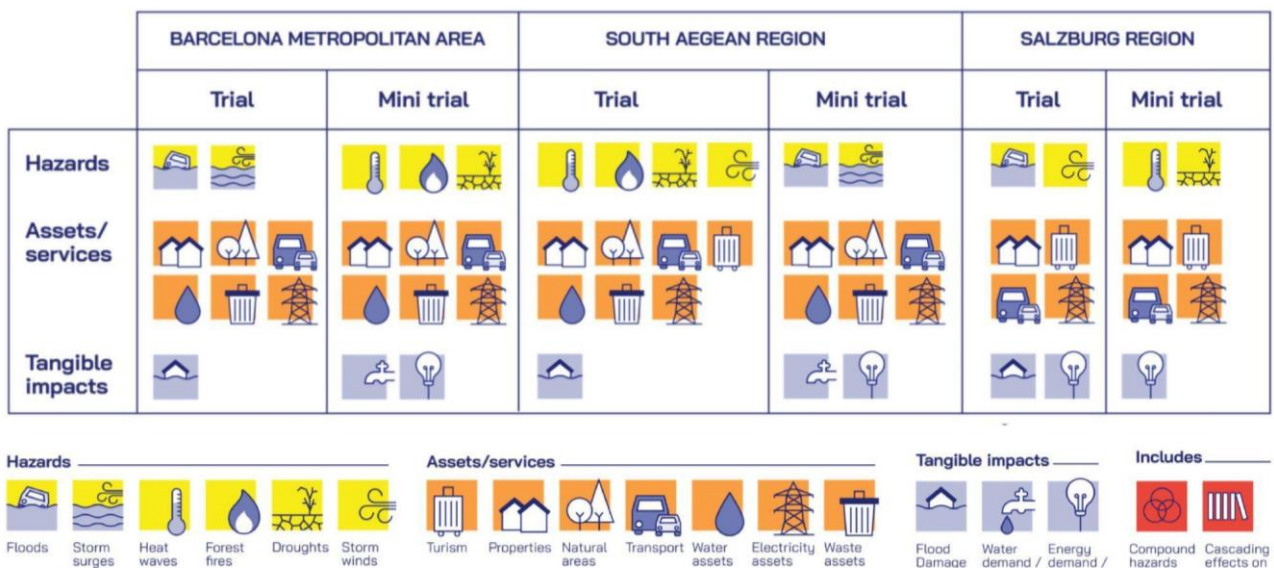 BARCELONA METROPOLITAN AREA SOUTH AEGEAN REGION SALZBURG REGION
Trial Mini trial Trial Mini trial Trial Mini trial
Hazards
Assets/
services
Tangible
impacts
Hazards Assets/services Tangible impacts Includes
Floods Storm Heat Forest Droughts Storm Turism Properties Natural Transport Water Electricity Waste Flood Water Energy Compound Cascading
surges waves fires winds areas assets assets assets Damage demand / demand / hazards effects on